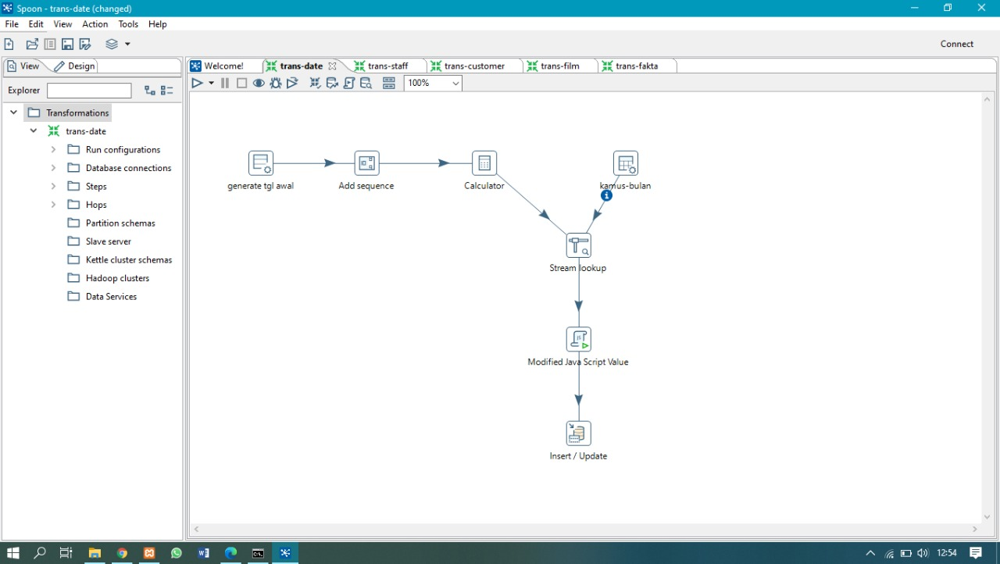 Spoon - trans-date (changed)
File Edit View Action Tools Help
Connect
View Design
Welcome! trans-date trans-staff trans-customer trans-film trans-fakta
Explorer
100%
Transformations
trans-date
Run configurations
Database connections
Steps
Hops
Partition schemas
Slave server
Kettle cluster schemas
Hadoop clusters
Data Services
generate tgl awal Add sequence Calculator kamus-bulan
Stream lookup
Modified Java Script Value
Insert / Update
12:54